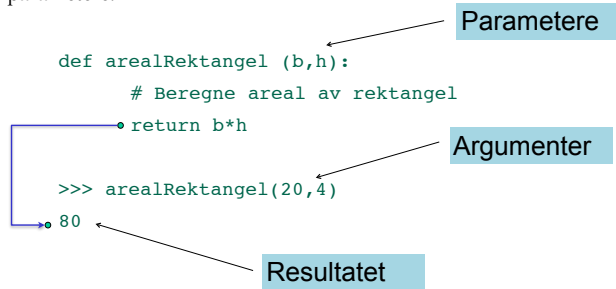 Parametere
def arealRektangel (b,h):
# Beregne areal av rektangel
return b*h
Argumenter
>>> arealRektangel(20,4)
80
Resultatet